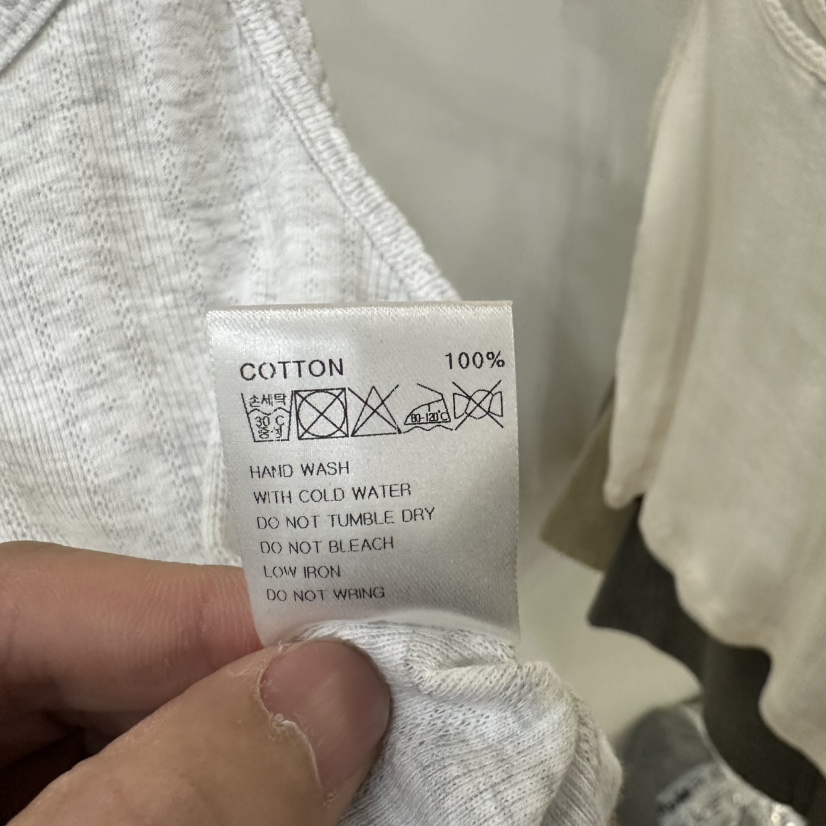 COTTON 100%
손세탁
30°C
중성
80-120°C
HAND WASH
WITH COLD WATER
DO NOT TUMBLE DRY
DO NOT BLEACH
LOW IRON
DO NOT WRING